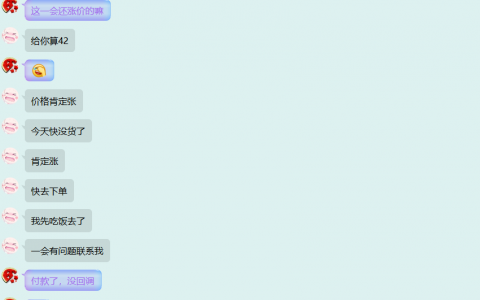 这一会还涨价的嘛
给你算42
价格肯定张
今天快没货了
肯定涨
快去下单
我先吃饭去了
一会有问题联系我
付款了，没回嘀